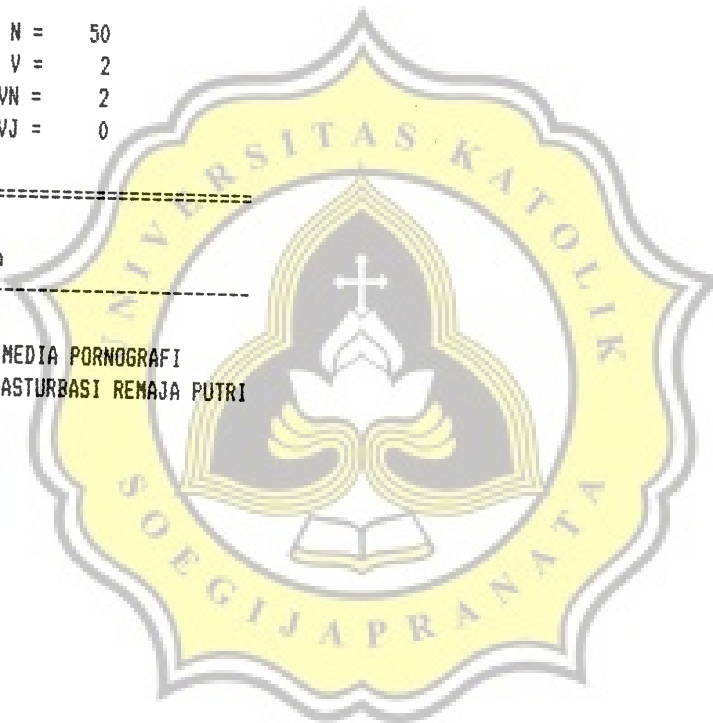 N = 50
V = 2
VN = 2
VJ = 0
MEDIA PORNOGRAFI
ASTURBASI REMAJA PUTRI
UNIVERSITAS KATOLIK
SOEGIJAPRANATA